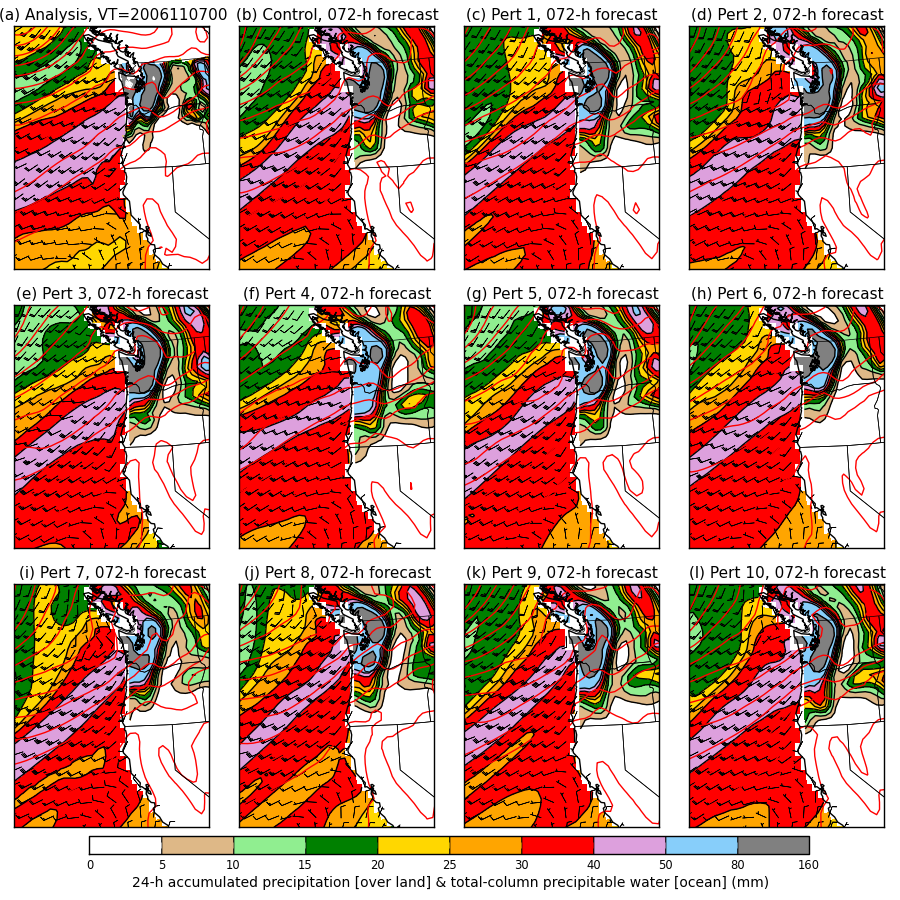 (a) Analysis, VT=2006110700
(b) Control, 072-h forecast
(c) Pert 1, 072-h forecast
(d) Pert 2, 072-h forecast
(e) Pert 3, 072-h forecast
(f) Pert 4, 072-h forecast
(g) Pert 5, 072-h forecast
(h) Pert 6, 072-h forecast
(i) Pert 7, 072-h forecast
(j) Pert 8, 072-h forecast
(k) Pert 9, 072-h forecast
(l) Pert 10, 072-h forecast
0 5 10 15 20 25 30 40 50 80 160
24-h accumulated precipitation [over land] & total-column precipitable water [ocean] (mm)